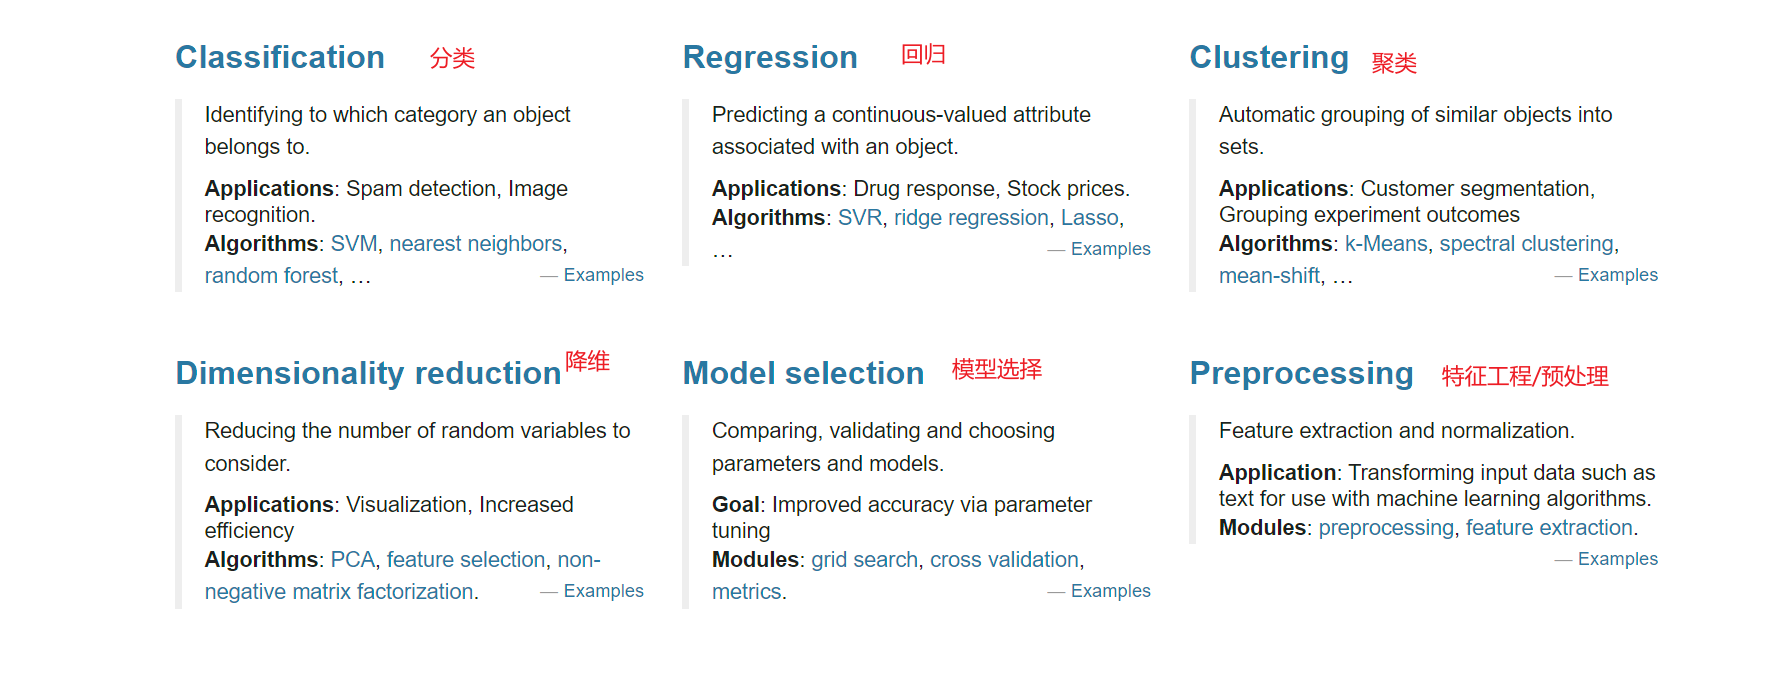 Classification 分类
Identifying to which category an object
belongs to.
Applications: Spam detection, Image
recognition.
Algorithms: SVM, nearest neighbors,
random forest, … — Examples
Regression 回归
Predicting a continuous-valued attribute
associated with an object.
Applications: Drug response, Stock prices.
Algorithms: SVR, ridge regression, Lasso,
… — Examples
Clustering 聚类
Automatic grouping of similar objects into
sets.
Applications: Customer segmentation,
Grouping experiment outcomes
Algorithms: k-Means, spectral clustering,
mean-shift, … — Examples
Dimensionality reduction 降维
Reducing the number of random variables to
consider.
Applications: Visualization, Increased
efficiency
Algorithms: PCA, feature selection, non-
negative matrix factorization. — Examples
Model selection 模型选择
Comparing, validating and choosing
parameters and models.
Goal: Improved accuracy via parameter
tuning
Modules: grid search, cross validation,
metrics. — Examples
Preprocessing 特征工程/预处理
Feature extraction and normalization.
Application: Transforming input data such as
text for use with machine learning algorithms.
Modules: preprocessing, feature extraction.
— Examples